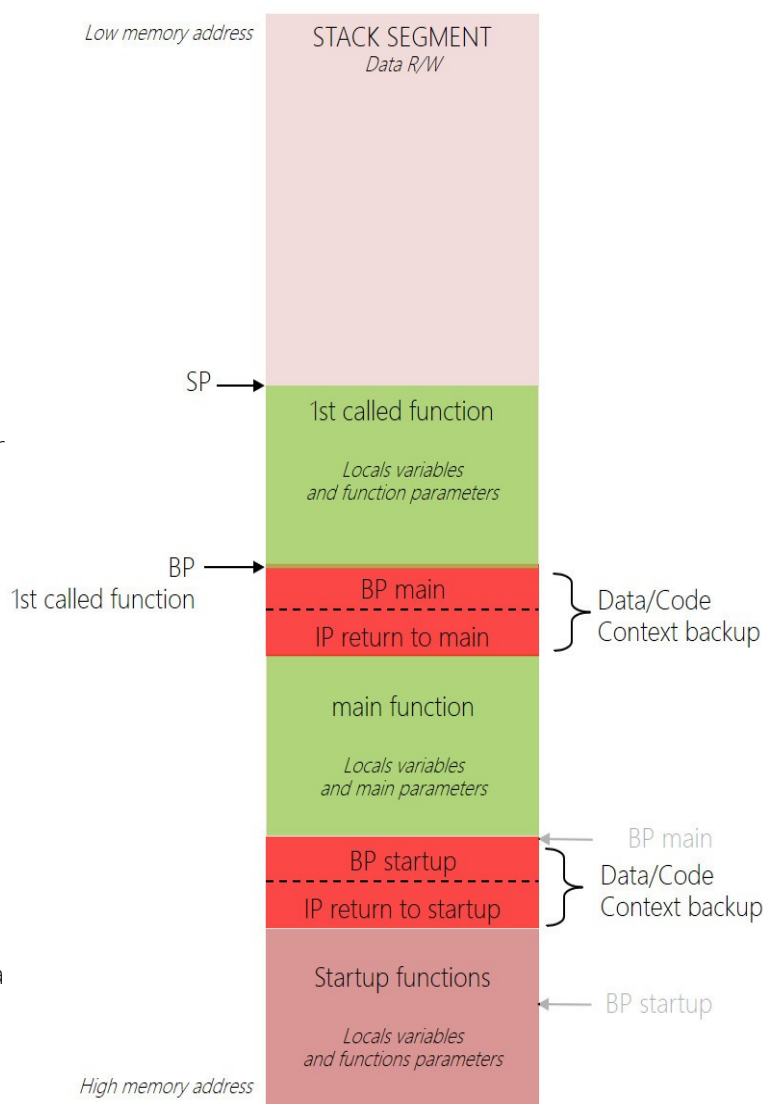 Low memory address
STACK SEGMENT
Data R/W
SP
1st called function
r
Locals variables
and function parameters
BP
1st called function
BP main
IP return to main
Data/Code
Context backup
main function
Locals variables
and main parameters
BP main
BP startup
IP return to startup
Data/Code
Context backup
a
Startup functions
BP startup
Locals variables
and functions parameters
High memory address